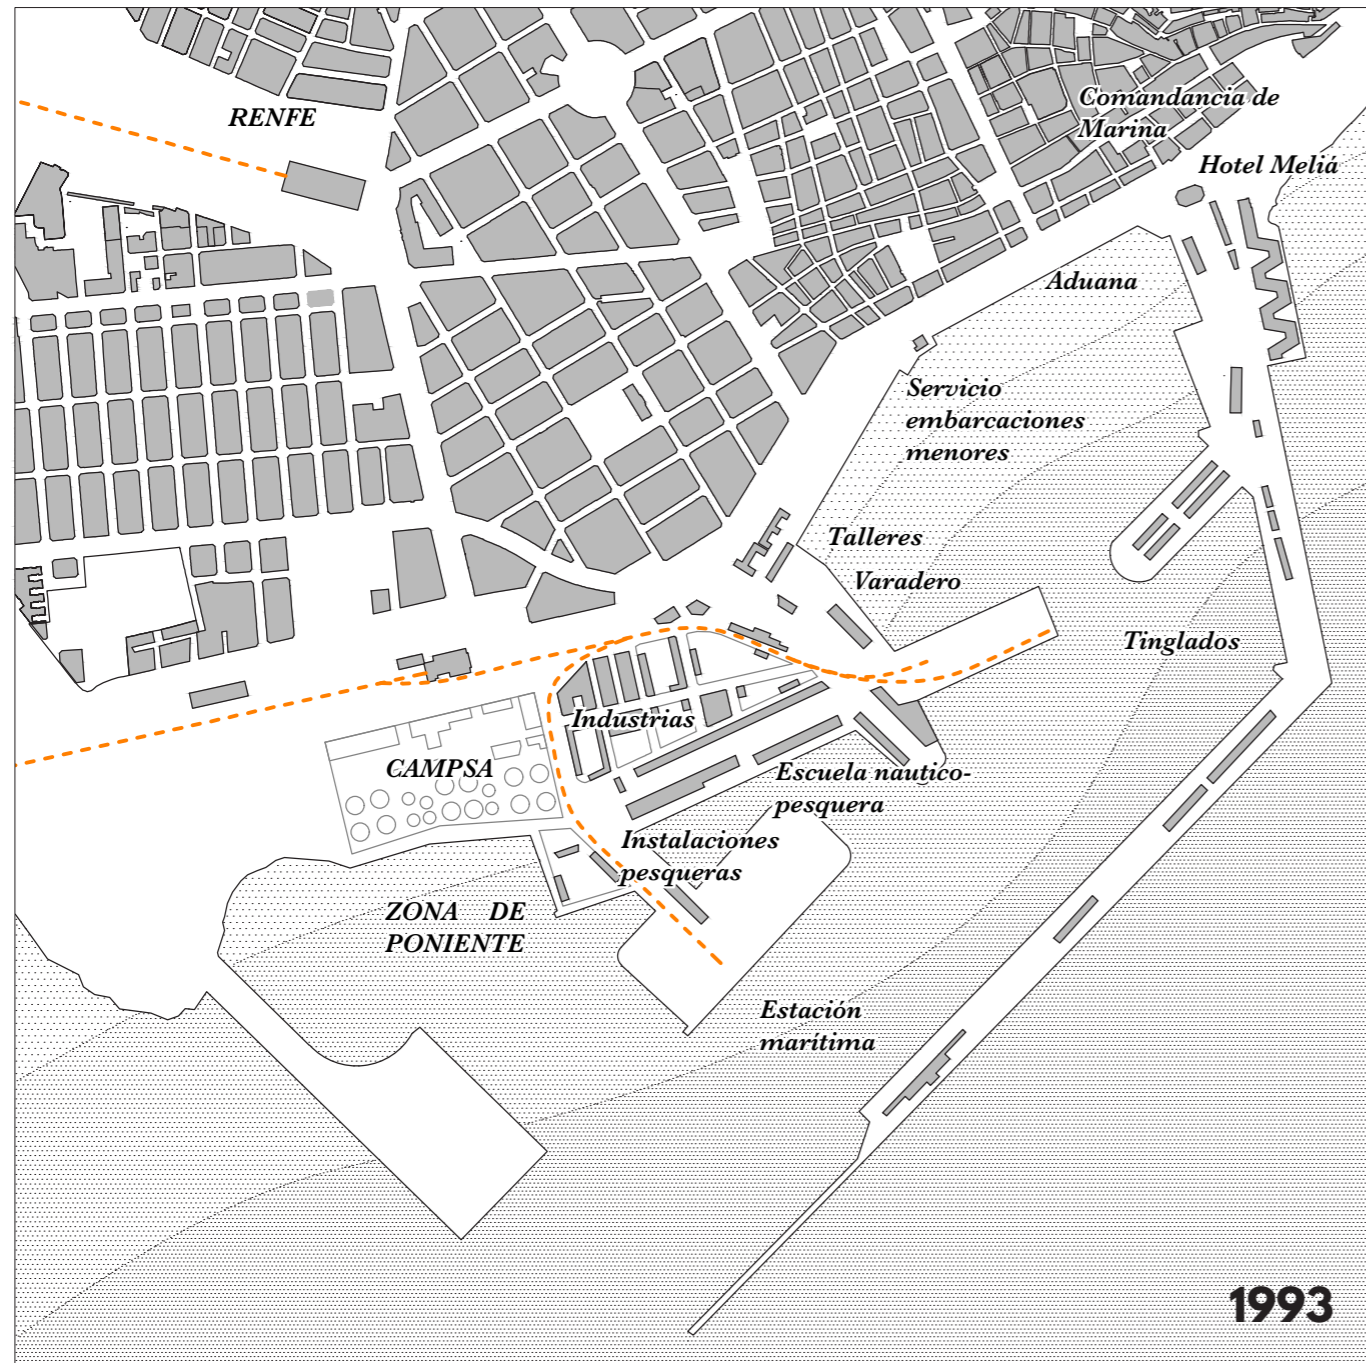 RENFE
Comandancia de
Marina
Hotel Meliá
Aduana
Servicio
embarcaciones
menores
Talleres
Varadero
Tinglados
Industrias
CAMPSA
Escuela nautico-
pesquera
Instalaciones
pesqueras
ZONA DE
PONIENTE
Estación
marítima
1993